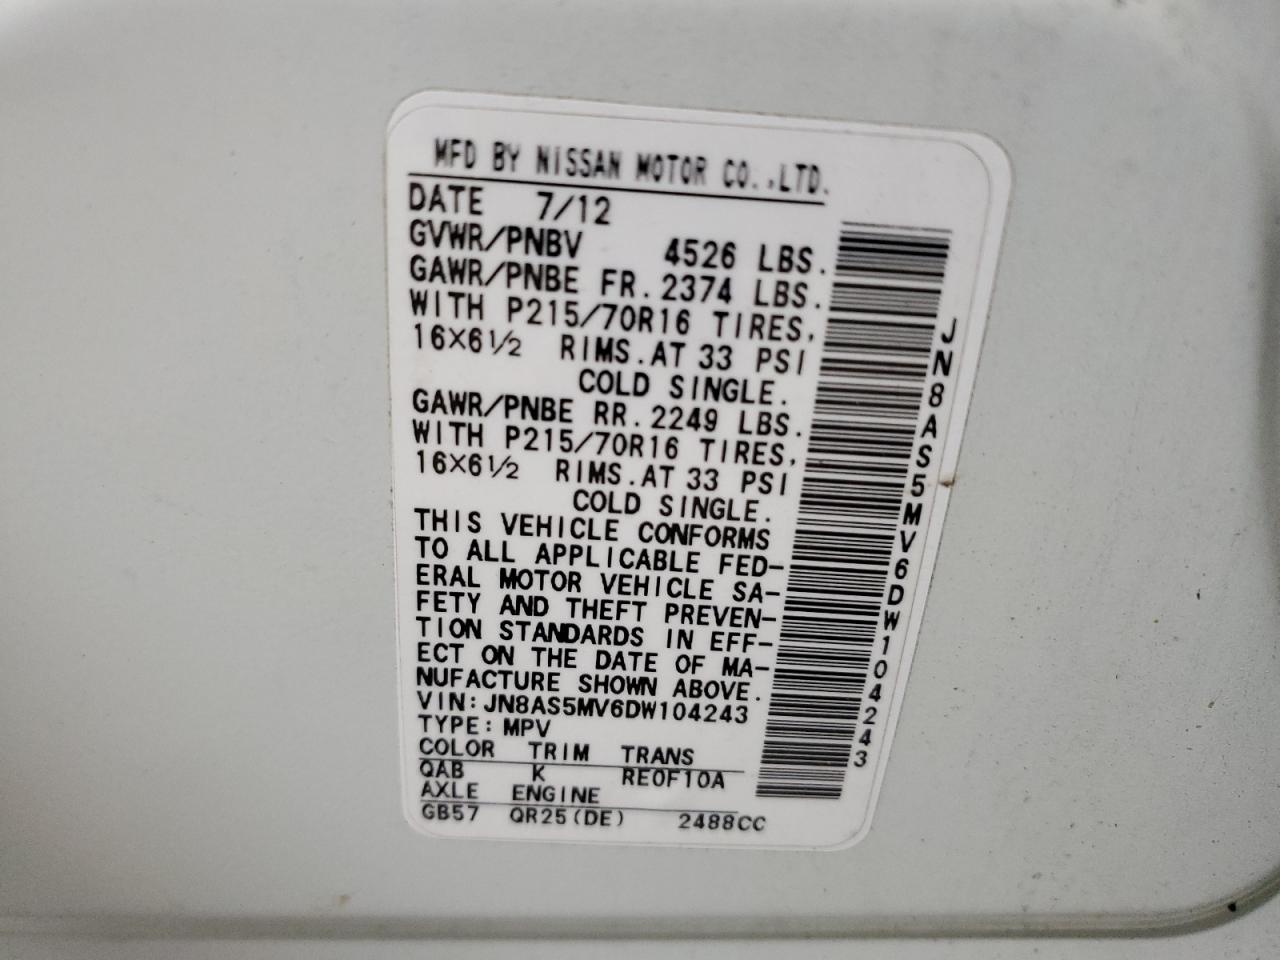 MFD BY NISSAN MOTOR CO.,LTD.
DATE 7/12
GVWR/PNBV 4526 LBS.
GAWR/PNBE FR. 2374 LBS.
WITH P215/70R16 TIRES,
16X6½ RIMS.AT 33 PSI
COLD SINGLE.
GAWR/PNBE RR. 2249 LBS.
WITH P215/70R16 TIRES,
16X6½ RIMS.AT 33 PSI
COLD SINGLE.
THIS VEHICLE CONFORMS
TO ALL APPLICABLE FED-
ERAL MOTOR VEHICLE SA-
FETY AND THEFT PREVEN-
TION STANDARDS IN EFF-
ECT ON THE DATE OF MA-
NUFACTURE SHOWN ABOVE.
VIN:JN8AS5MV6DW104243
TYPE:MPV
COLOR TRIM TRANS
QAB K RE0F10A
AXLE ENGINE
GB57 QR25(DE) 2488CC
JN8AS5MV6DW104243